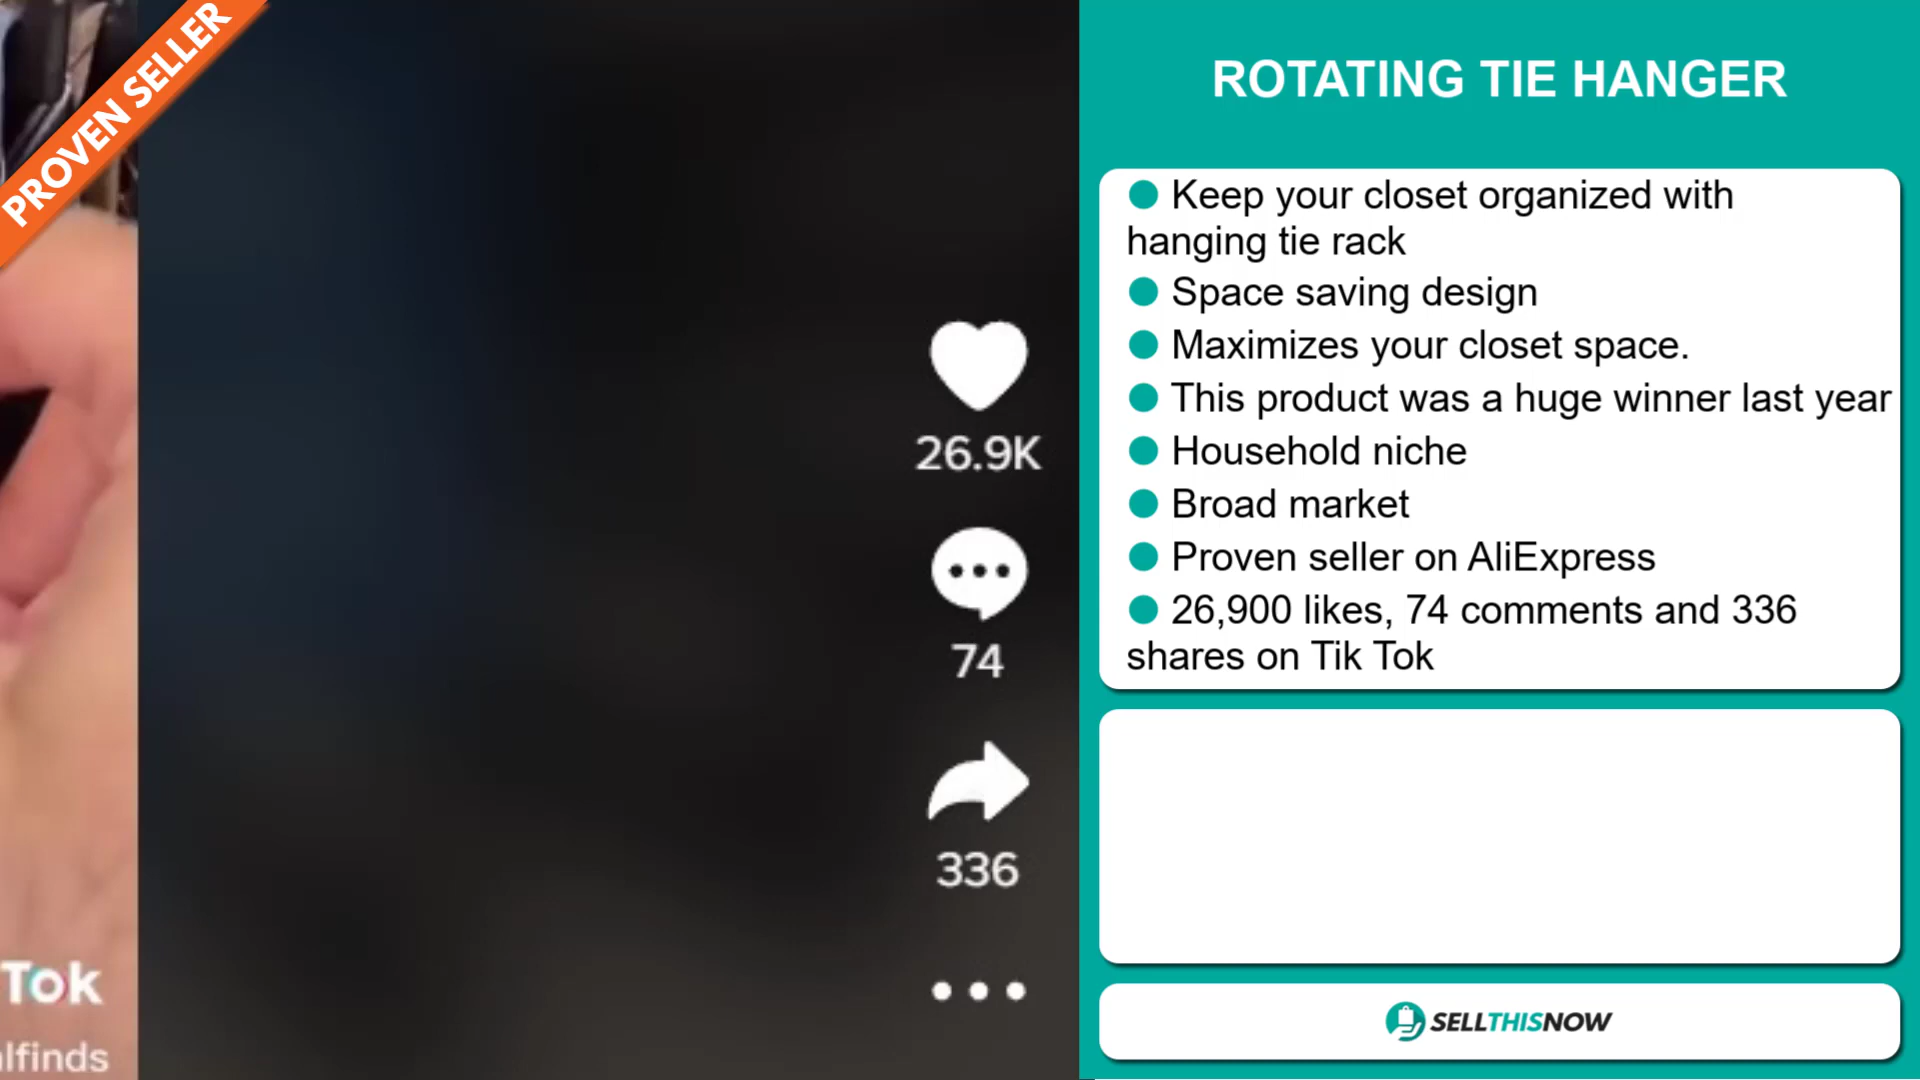 PROVEN SELLER
26.9K
74
336
Tok
lfinds
ROTATING TIE HANGER
Keep your closet organized with
hanging tie rack
Space saving design
Maximizes your closet space.
This product was a huge winner last year
Household niche
Broad market
Proven seller on AliExpress
26,900 likes, 74 comments and 336
shares on Tik Tok
SELLTHISNOW